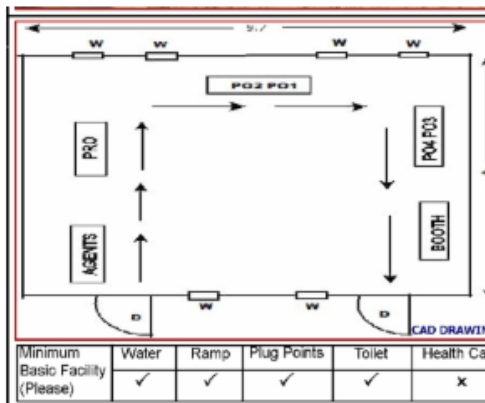 9.7
W W W W
PO2 PO1
PRO
PO4 PO3
AGENTS
BOOTH
W W
D D
CAD DRAWIN
Minimum Basic Facility (Please) Water Ramp Plug Points Toilet Health Ca
✓ ✓ ✓ ✓ x